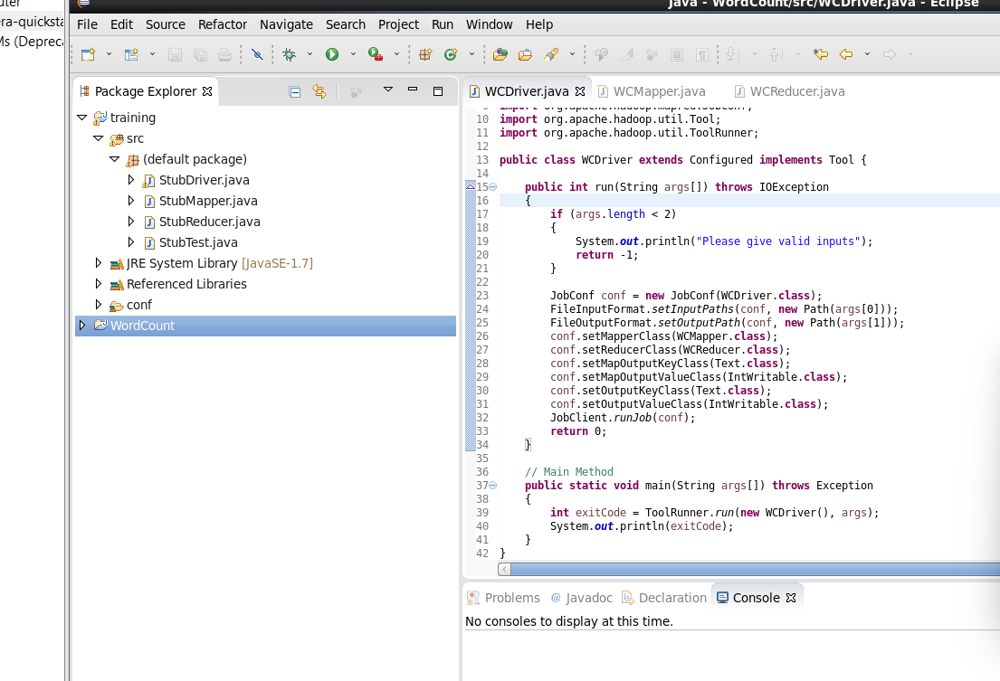 uter
era-quicksta
Ms (Depreca
Java - WordCount/src/WCDriver.java - Eclipse
File Edit Source Refactor Navigate Search Project Run Window Help
Package Explorer
training
src
(default package)
StubDriver.java
StubMapper.java
StubReducer.java
StubTest.java
JRE System Library [JavaSE-1.7]
Referenced Libraries
conf
WordCount
WCDriver.java WCMapper.java WCReducer.java
9 import org.apache.hadoop.mapred.JobConf;
10 import org.apache.hadoop.util.Tool;
11 import org.apache.hadoop.util.ToolRunner;
12
13 public class WCDriver extends Configured implements Tool {
14
15 public int run(String args[]) throws IOException
16 {
17 if (args.length < 2)
18 {
19 System.out.println("Please give valid inputs");
20 return -1;
21 }
22
23 JobConf conf = new JobConf(WCDriver.class);
24 FileInputFormat.setInputPaths(conf, new Path(args[0]));
25 FileOutputFormat.setOutputPath(conf, new Path(args[1]));
26 conf.setMapperClass(WCMapper.class);
27 conf.setReducerClass(WCReducer.class);
28 conf.setMapOutputKeyClass(Text.class);
29 conf.setMapOutputValueClass(IntWritable.class);
30 conf.setOutputKeyClass(Text.class);
31 conf.setOutputValueClass(IntWritable.class);
32 JobClient.runJob(conf);
33 return 0;
34 }
35
36 // Main Method
37 public static void main(String args[]) throws Exception
38 {
39 int exitCode = ToolRunner.run(new WCDriver(), args);
40 System.out.println(exitCode);
41 }
42 }
Problems @ Javadoc Declaration Console
No consoles to display at this time.